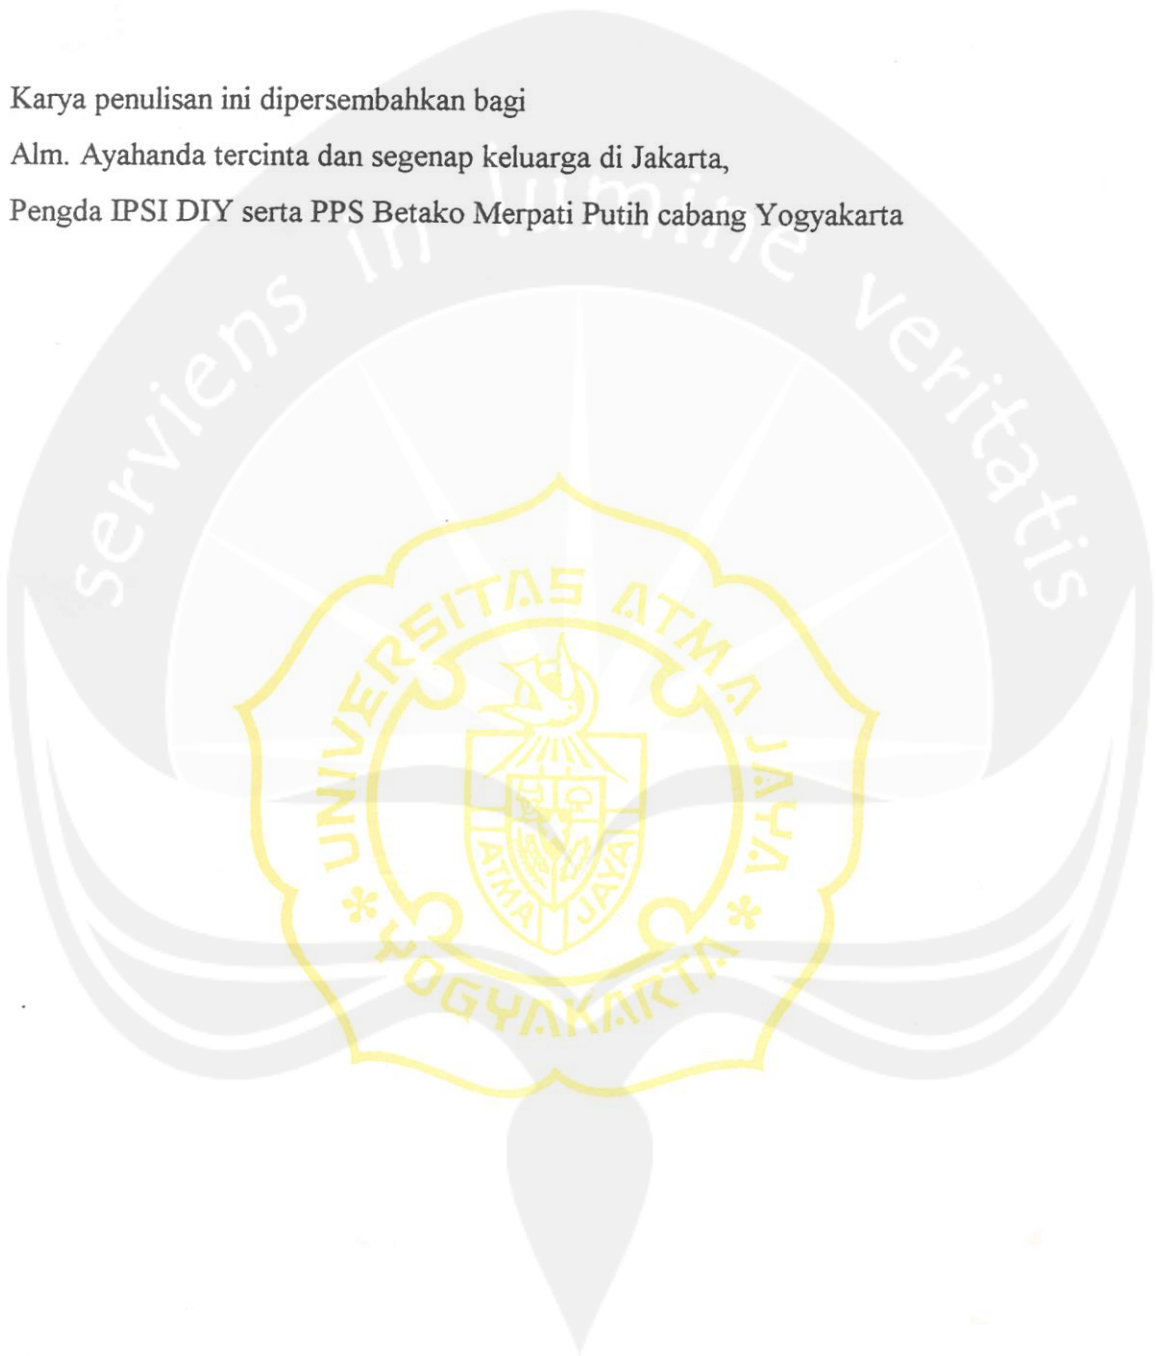 Karya penulisan ini dipersembahkan bagi
Alm. Ayahanda tercinta dan segenap keluarga di Jakarta,
Pengda IPSI DIY serta PPS Betako Merpati Putih cabang Yogyakarta
serviens in lumine veritatis
UNIVERSITAS ATMA JAYA
* YOGYAKARTA *
ATMA JAYA